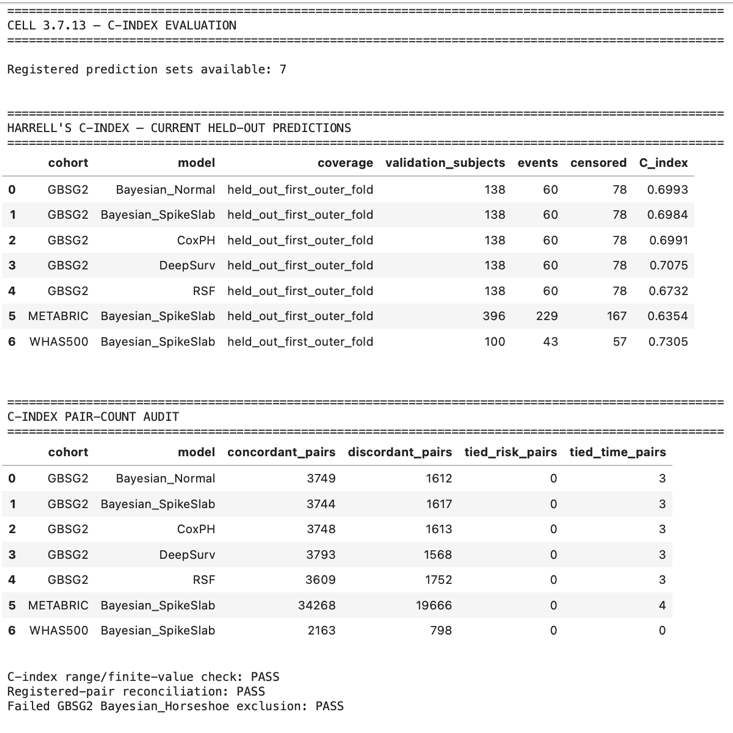 ====================================================================================================
CELL 3.7.13 — C-INDEX EVALUATION
====================================================================================================
Registered prediction sets available: 7
====================================================================================================
HARRELL'S C-INDEX — CURRENT HELD-OUT PREDICTIONS
====================================================================================================
cohort model coverage validation_subjects events censored C_index
0 GBSG2 Bayesian_Normal held_out_first_outer_fold 138 60 78 0.6993
1 GBSG2 Bayesian_SpikeSlab held_out_first_outer_fold 138 60 78 0.6984
2 GBSG2 CoxPH held_out_first_outer_fold 138 60 78 0.6991
3 GBSG2 DeepSurv held_out_first_outer_fold 138 60 78 0.7075
4 GBSG2 RSF held_out_first_outer_fold 138 60 78 0.6732
5 METABRIC Bayesian_SpikeSlab held_out_first_outer_fold 396 229 167 0.6354
6 WHAS500 Bayesian_SpikeSlab held_out_first_outer_fold 100 43 57 0.7305
====================================================================================================
C-INDEX PAIR-COUNT AUDIT
====================================================================================================
cohort model concordant_pairs discordant_pairs tied_risk_pairs tied_time_pairs
0 GBSG2 Bayesian_Normal 3749 1612 0 3
1 GBSG2 Bayesian_SpikeSlab 3744 1617 0 3
2 GBSG2 CoxPH 3748 1613 0 3
3 GBSG2 DeepSurv 3793 1568 0 3
4 GBSG2 RSF 3609 1752 0 3
5 METABRIC Bayesian_SpikeSlab 34268 19666 0 4
6 WHAS500 Bayesian_SpikeSlab 2163 798 0 0
C-index range/finite-value check: PASS
Registered-pair reconciliation: PASS
Failed GBSG2 Bayesian_Horseshoe exclusion: PASS